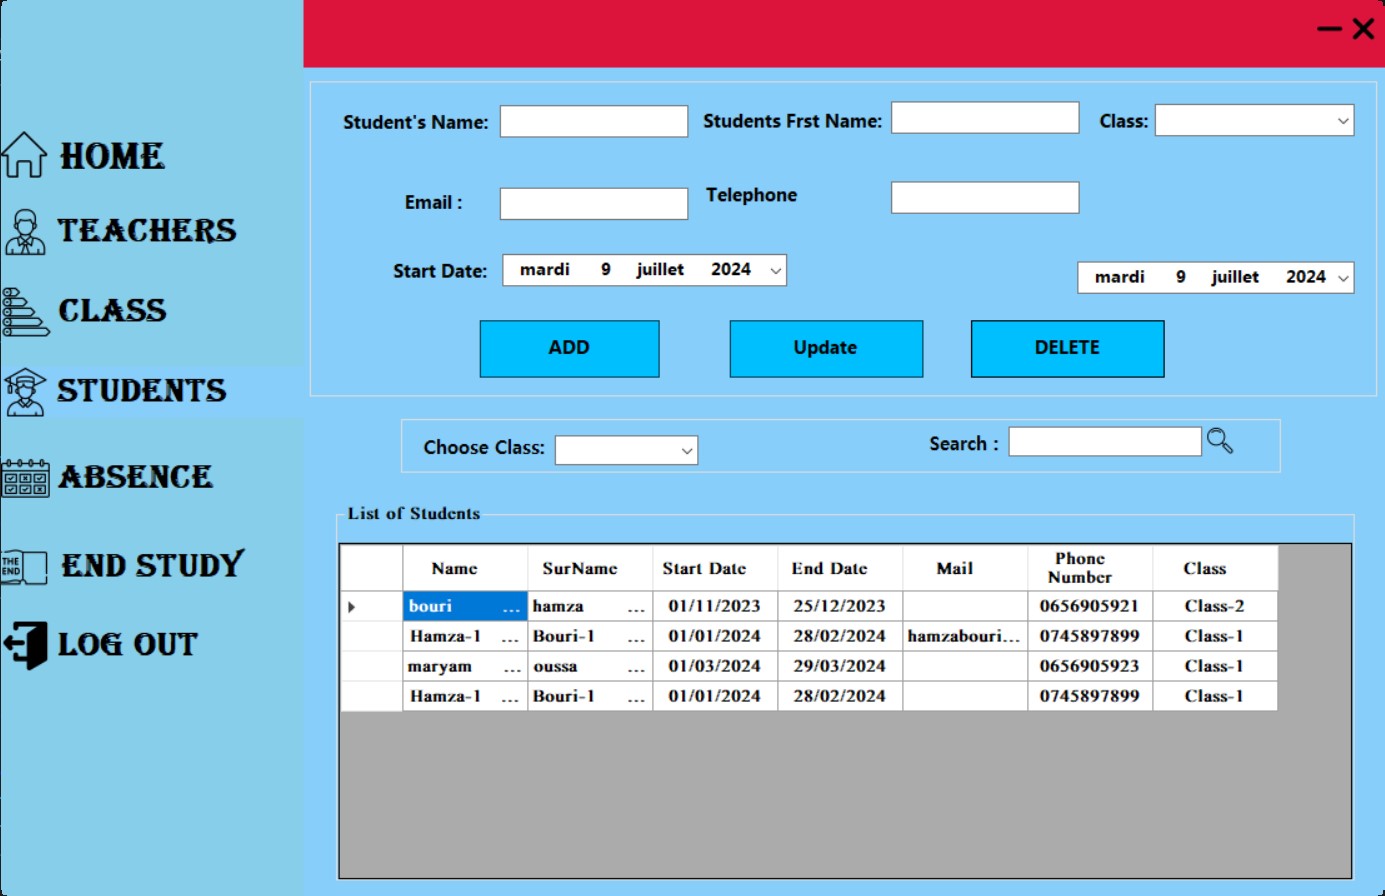 HOME
TEACHERS
CLASS
STUDENTS
ABSENCE
THE END
END STUDY
LOG OUT
Student's Name:
Students Frst Name:
Class:
Email :
Telephone
Start Date:
mardi 9 juillet 2024
mardi 9 juillet 2024
ADD
Update
DELETE
Choose Class:
Search :
List of Students
Name SurName Start Date End Date Mail Phone Number Class
bouri ... hamza ... 01/11/2023 25/12/2023 0656905921 Class-2
Hamza-1 ... Bouri-1 ... 01/01/2024 28/02/2024 hamzabouri... 0745897899 Class-1
maryam ... oussa ... 01/03/2024 29/03/2024 0656905923 Class-1
Hamza-1 ... Bouri-1 ... 01/01/2024 28/02/2024 0745897899 Class-1